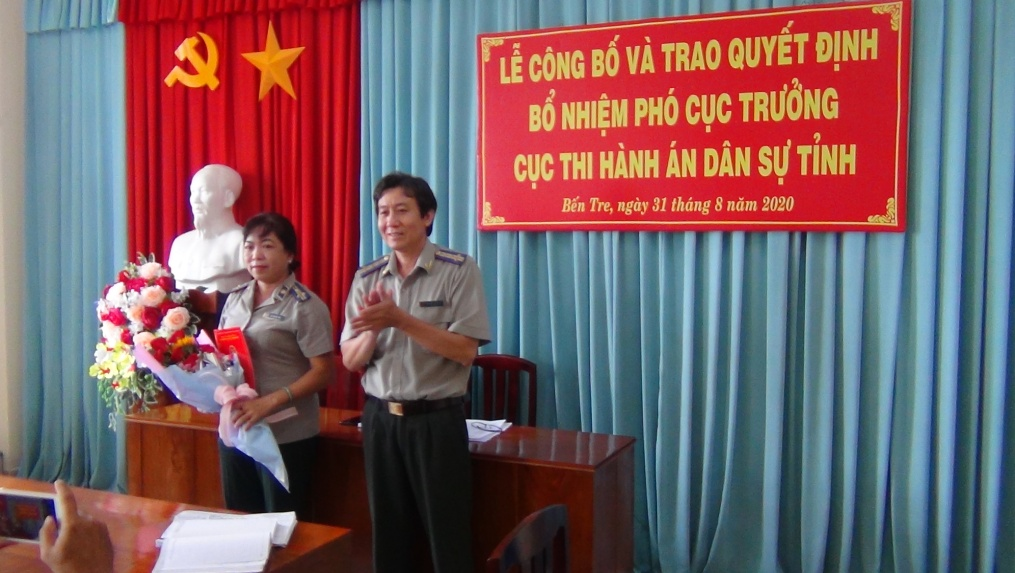 LỄ CÔNG BỐ VÀ TRAO QUYẾT ĐỊNH
BỔ NHIỆM PHÓ CỤC TRƯỞNG
CỤC THI HÀNH ÁN DÂN SỰ TỈNH
Bến Tre, ngày 31 tháng 8 năm 2020